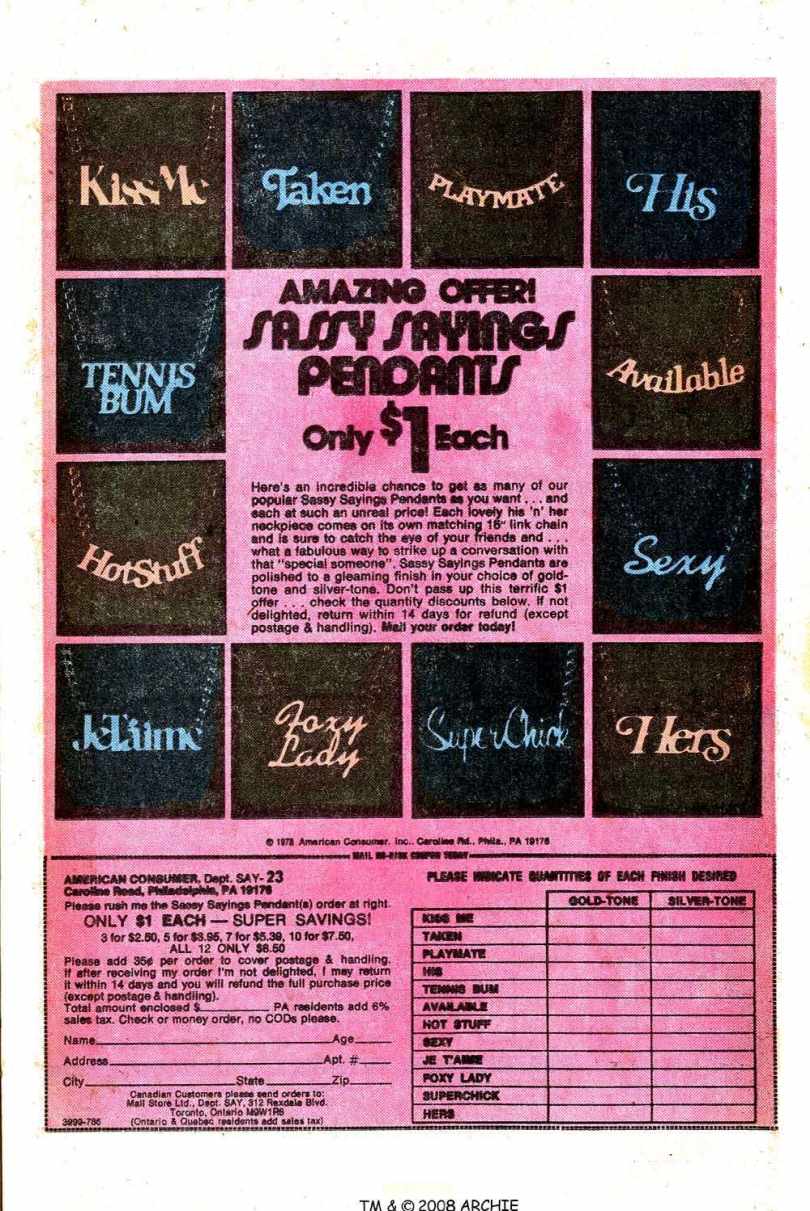 Kiss Me
Taken
PLAYMATE
His
AMAZING OFFER!
SASSY SAYINGS
PENDANTS
Only $1 Each
TENNIS
BUM
Available
Here's an incredible chance to get as many of our
popular Sassy Sayings Pendants as you want . . . and
each at such an unreal price! Each lovely his 'n' her
neckpiece comes on its own matching 16" link chain
and is sure to catch the eye of your friends and . . .
what a fabulous way to strike up a conversation with
that "special someone". Sassy Sayings Pendants are
polished to a gleaming finish in your choice of gold-
tone and silver-tone. Don't pass up this terrific $1
offer . . . check the quantity discounts below. If not
delighted, return within 14 days for refund (except
postage & handling). Mail your order today!
Hot Stuff
Sexy
Je T'aime
Foxy
Lady
Super Chick
Hers
© 1978 American Consumer, Inc., Caroline Rd., Phila., PA 19176
MAIL NO-RISK COUPON TODAY
AMERICAN CONSUMER, Dept. SAY-23
Caroline Road, Philadelphia, PA 19176
Please rush me the Sassy Sayings Pendant(s) order at right.
ONLY $1 EACH — SUPER SAVINGS!
3 for $2.50, 5 for $3.95, 7 for $5.39, 10 for $7.50,
ALL 12 ONLY $8.50
Please add 35¢ per order to cover postage & handling.
If after receiving my order I'm not delighted, I may return
it within 14 days and you will refund the full purchase price
(except postage & handling).
Total amount enclosed $ PA residents add 6%
sales tax. Check or money order, no CODs please.
Name Age
Address Apt. #
City State Zip
Canadian Customers please send orders to:
Mail Store Ltd., Dept. SAY, 312 Rexdale Blvd.
Toronto, Ontario M9W1R6
3999-786 (Ontario & Quebec residents add sales tax)
PLEASE INDICATE QUANTITIES OF EACH FINISH DESIRED
GOLD-TONE SILVER-TONE
KISS ME
TAKEN
PLAYMATE
HIS
TENNIS BUM
AVAILABLE
HOT STUFF
SEXY
JE T'AIME
FOXY LADY
SUPERCHICK
HERS
TM & © 2008 ARCHIE